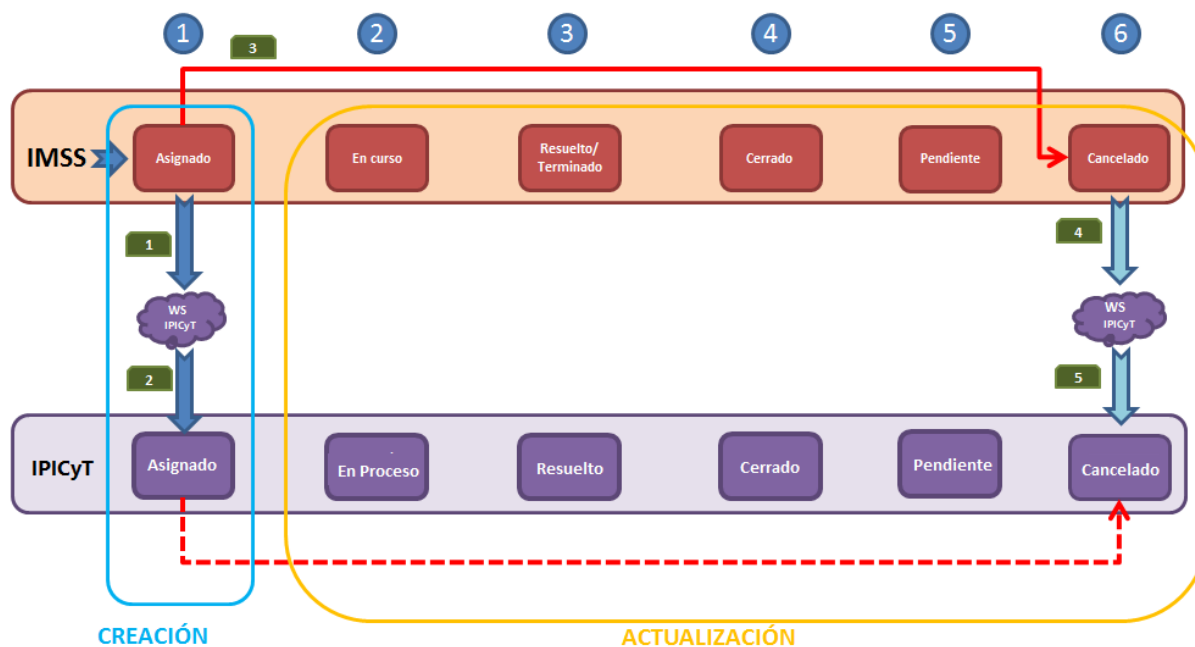 1
2
3
4
5
6
3
IMSS
Asignado
En curso
Resuelto/
Terminado
Cerrado
Pendiente
Cancelado
1
4
WS
IPICyT
WS
IPICyT
2
5
IPICyT
Asignado
En Proceso
Resuelto
Cerrado
Pendiente
Cancelado
CREACIÓN
ACTUALIZACIÓN